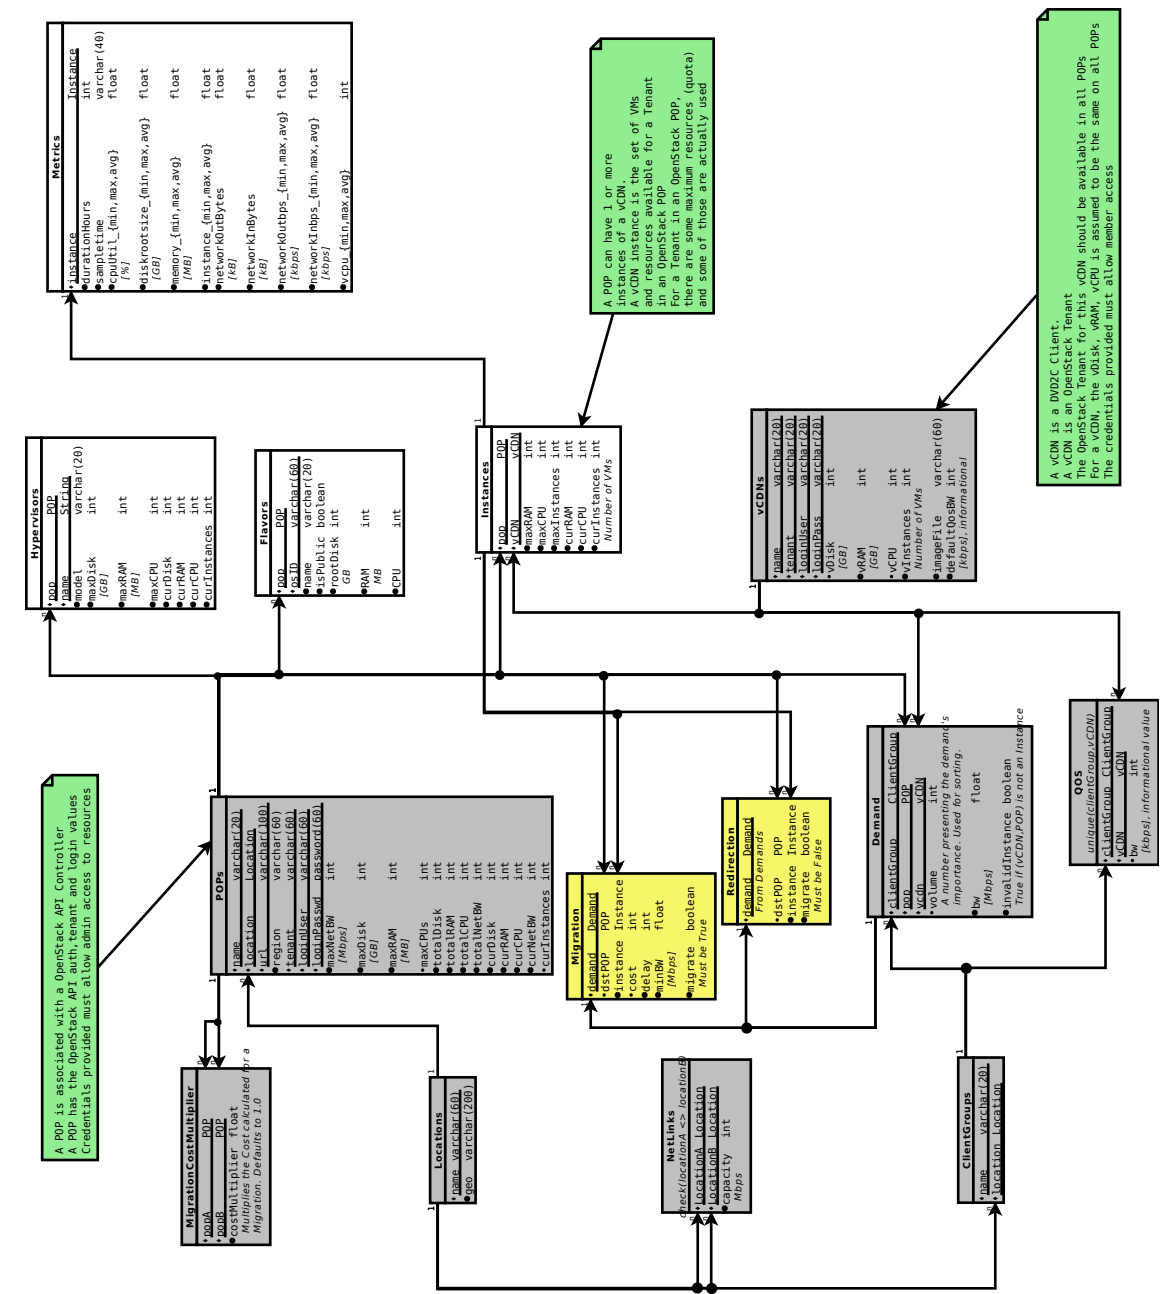 Metrics
instance Instance
durationHours int
sampletime varchar(40)
cpuUtil_{min,max,avg} float
[%]
diskrootsize_{min,max,avg} float
[GB]
memory_{min,max,avg} float
[MB]
instance_{min,max,avg} float
networkOutBytes float
[kB]
networkInBytes float
[kB]
networkOutbps_{min,max,avg} float
[kbps]
networkInbps_{min,max,avg} float
[kbps]
vcpu_{min,max,avg} int
1
A POP can have 1 or more
instances of a vCDN.
A vCDN instance is the set of VMs
and resources available for a Tenant
in an OpenStack POP
For a Tenant in an OpenStack POP,
there are some maximum resources (quota)
and some of those are actually used
A vCDN is a DVD2C Client.
A vCDN is an OpenStack Tenant
The OpenStack Tenant for this vCDN should be available in all POPs
For a vCDN, the vDisk, vRAM, vCPU is assumed to be the same on all POPs
The credentials provided must allow member access
Hypervisors
pop POP
name String
model varchar(20)
maxDisk int
[GB]
maxRAM int
[MB]
maxCPU int
curDisk int
curRAM int
curCPU int
curInstances int
n
Flavors
pop POP
osID varchar(60)
name varchar(20)
isPublic boolean
rootDisk int
GB
RAM int
MB
CPU int
n
1
Instances
pop POP
vCDN vCDN
maxRAM int
maxCPU int
maxInstances int
curRAM int
curCPU int
curInstances int
Number of VMs
1
n
n
vCDNs
name varchar(20)
tenant varchar(20)
loginUser varchar(20)
loginPass varchar(20)
vDisk int
[GB]
vRAM int
[GB]
vCPU int
vInstances int
Number of VMs
imageFile varchar(60)
defaultQosBW int
[kbps], informational
1
A POP is associated with a OpenStack API Controller
A POP has the OpenStack API auth,tenant and login values
Credentials provided must allow admin access to resources
1
POPs
name varchar(20)
location Location
url varchar(100)
region varchar(60)
tenant varchar(60)
loginUser varchar(60)
loginPasswd password(60)
maxNetBW int
[Mbps]
maxDisk int
[GB]
maxRAM int
[MB]
maxCPUs int
totalDisk int
totalRAM int
totalCPU int
totalNetBW int
curDisk int
curRAM int
curCPU int
curNetBW int
curInstances int
1
n
n
n
Migration
demand Demand
dstPOP POP
instance Instance
cost int
delay int
minBW float
[Mbps]
migrate boolean
Must be True
1
n
n
Redirection
demand Demand
From Demands
dstPOP POP
instance Instance
migrate boolean
Must be False
1
n
n
Demand
clientGroup ClientGroup
pop POP
vcdn vCDN
volume int
A number presenting the demand's
importance. Used for sorting.
bw float
[Mbps]
invalidInstance boolean
True if (vCDN,POP) is not an Instance
1
n
n
QOS
unique(clientGroup,vCDN)
clientGroup ClientGroup
vCDN vCDN
bw int
[kbps], informational value
n
n
n
MigrationCostMultiplier
popA POP
popB POP
costMultiplier float
Multiplies the Cost calculated for a
Migration. Defaults to 1.0
1
Locations
name varchar(60)
geo varchar(200)
1
NetLinks
check(locationA <> locationB)
LocationA Location
LocationB Location
capacity int
Mbps
n
n
1
ClientGroups
name varchar(20)
location Location
n